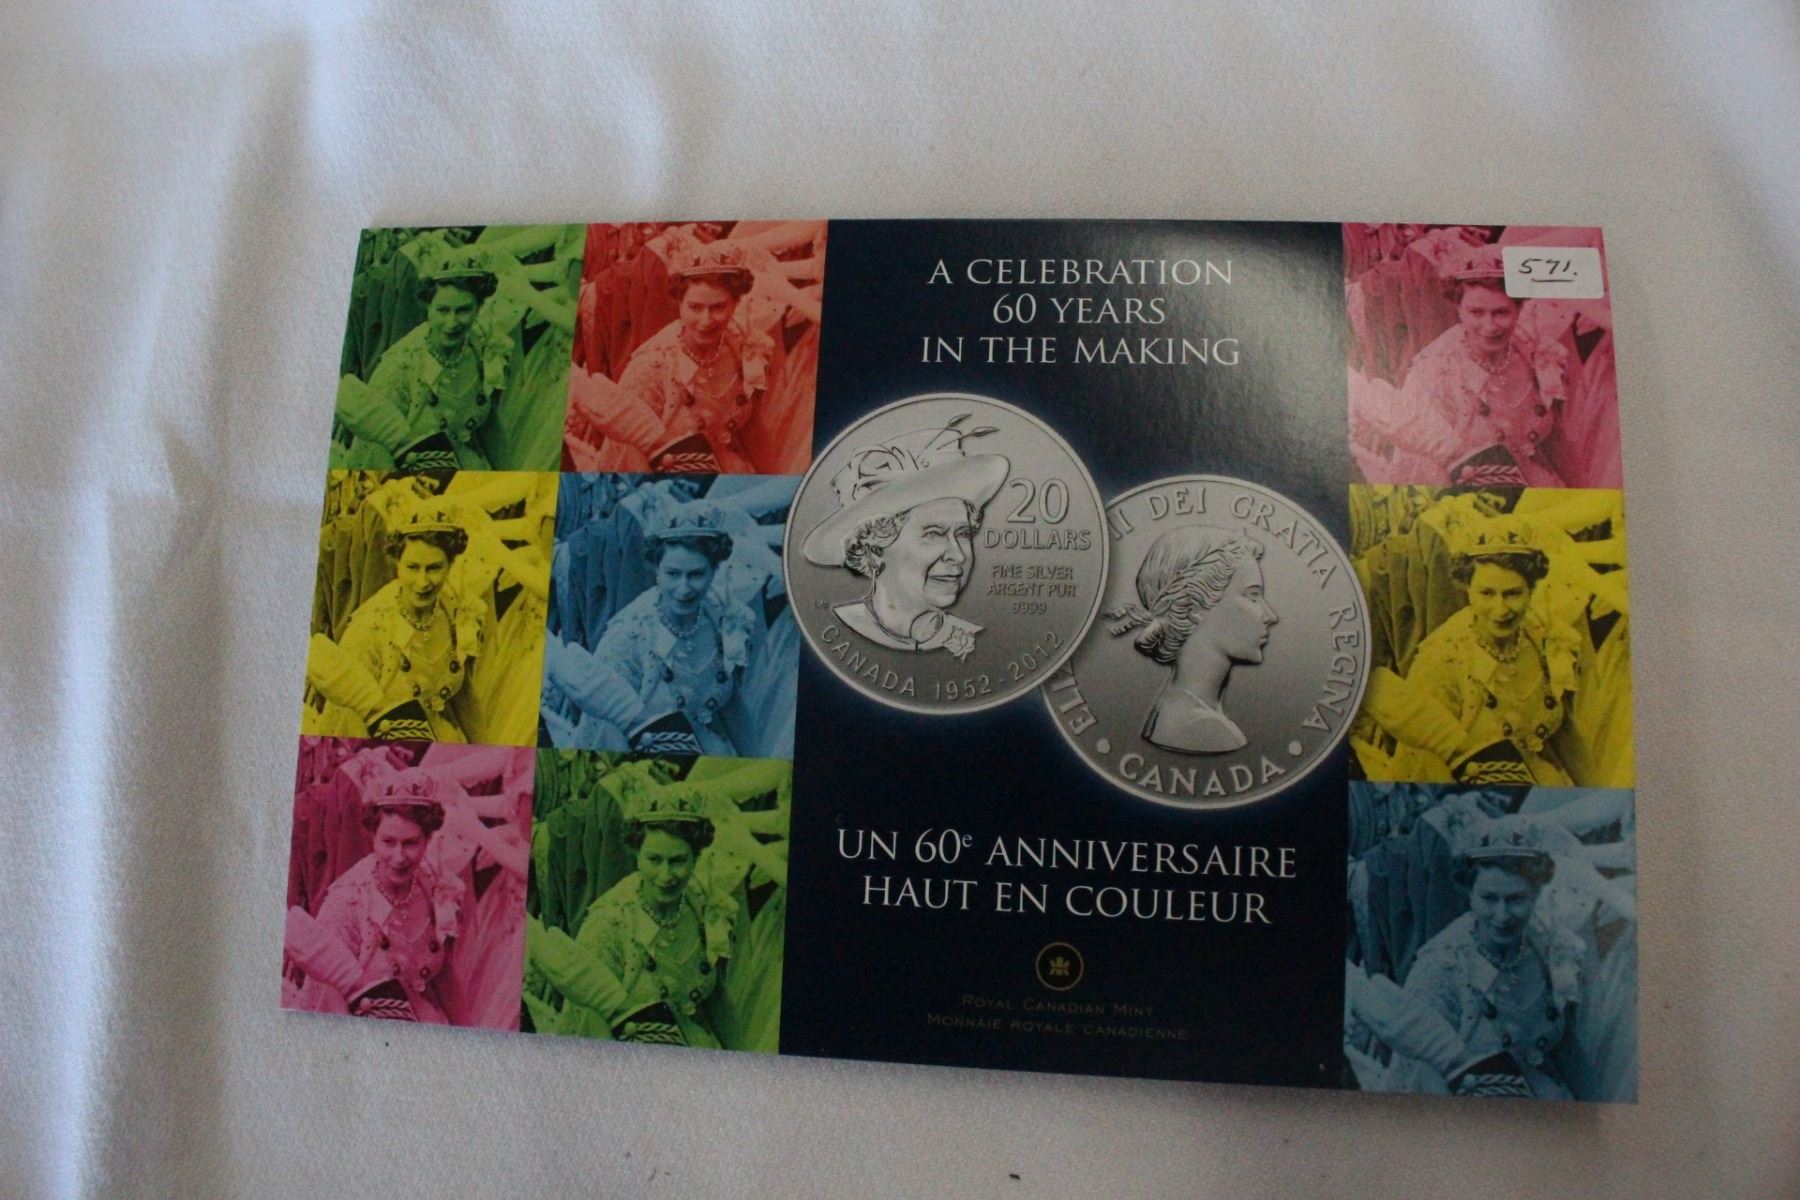 A CELEBRATION
60 YEARS
IN THE MAKING
571.
20
DOLLARS
FINE SILVER
ARGENT PUR
9999
CANADA 1952-2012
DEI GRATIA REGINA
CANADA
UN 60e ANNIVERSAIRE
HAUT EN COULEUR
ROYAL CANADIAN MINT
MONNAIE ROYALE CANADIENNE